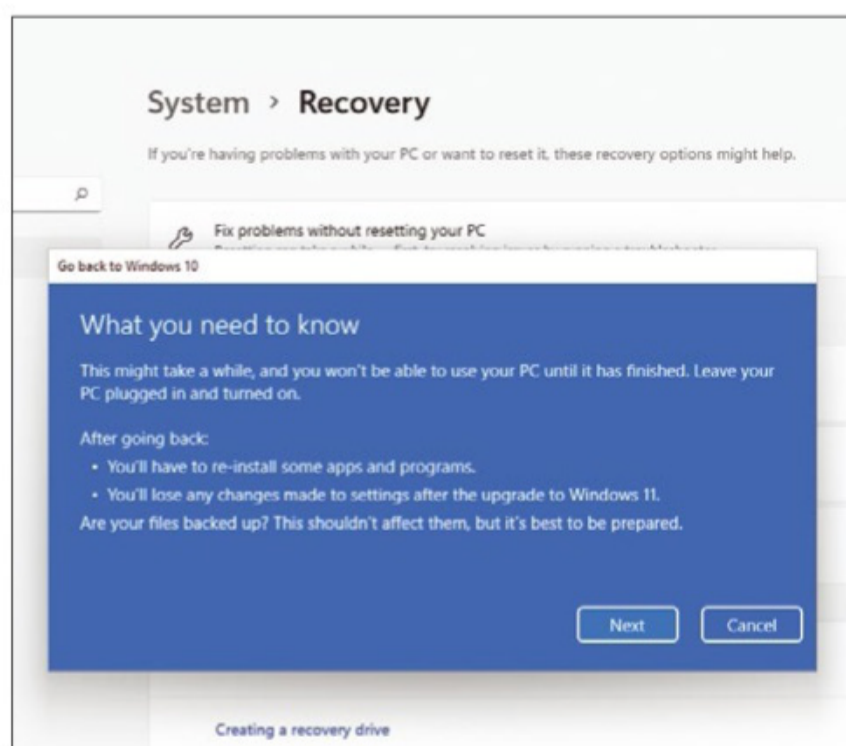 System > Recovery
If you're having problems with your PC or want to reset it, these recovery options might help.
Fix problems without resetting your PC
Go back to Windows 10
What you need to know
This might take a while, and you won't be able to use your PC until it has finished. Leave your
PC plugged in and turned on.
After going back:
• You'll have to re-install some apps and programs.
• You'll lose any changes made to settings after the upgrade to Windows 11.
Are your files backed up? This shouldn't affect them, but it's best to be prepared.
Next
Cancel
Creating a recovery drive